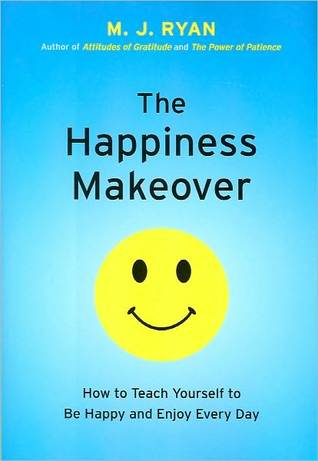 M. J. RYAN
Author of Attitudes of Gratitude and The Power of Patience
The
Happiness
Makeover
How to Teach Yourself to
Be Happy and Enjoy Every Day